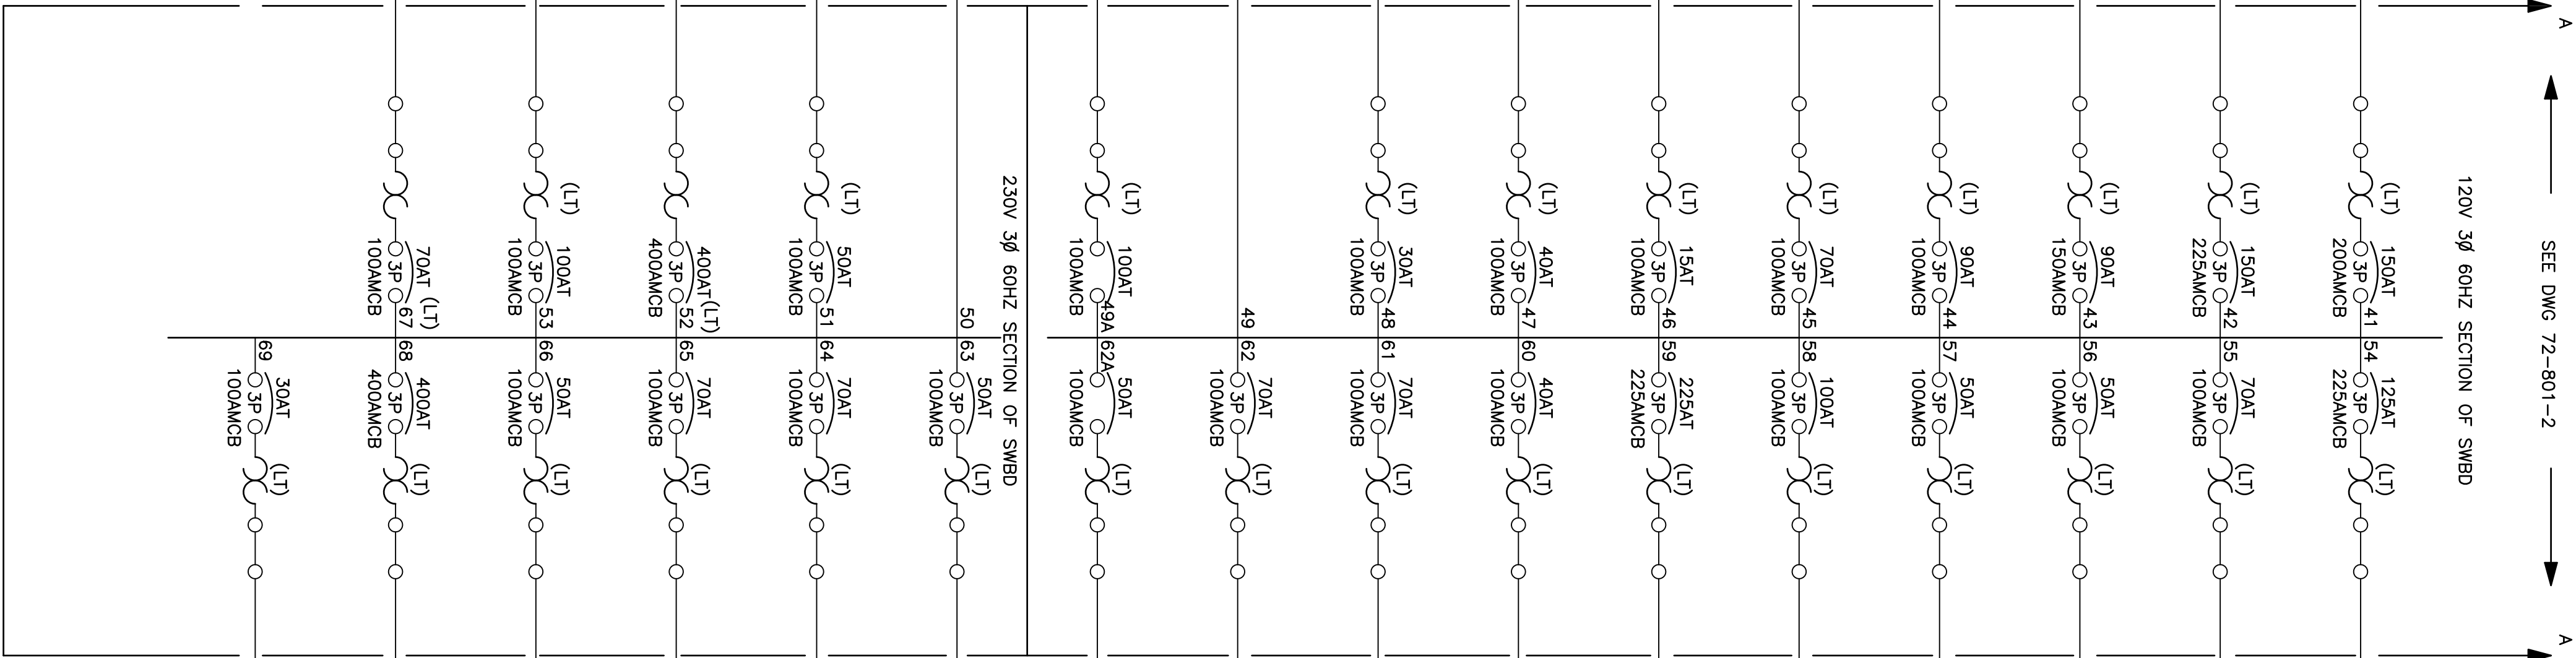 A
A
SEE DWG 72-801-2
120V 3Ø 60HZ SECTION OF SWBD
(LT)
150AT
3P
200AMCB
41
54
125AT
3P
225AMCB
(LT)
(LT)
150AT
3P
225AMCB
42
55
70AT
3P
100AMCB
(LT)
(LT)
90AT
3P
150AMCB
43
56
50AT
3P
100AMCB
(LT)
(LT)
90AT
3P
100AMCB
44
57
50AT
3P
100AMCB
(LT)
(LT)
70AT
3P
100AMCB
45
58
100AT
3P
100AMCB
(LT)
(LT)
15AT
3P
100AMCB
46
59
225AT
3P
225AMCB
(LT)
(LT)
40AT
3P
100AMCB
47
60
40AT
3P
100AMCB
(LT)
(LT)
30AT
3P
100AMCB
48
61
70AT
3P
100AMCB
(LT)
49
62
70AT
3P
100AMCB
(LT)
(LT)
100AT
100AMCB
49A
62A
50AT
100AMCB
(LT)
230V 3Ø 60HZ SECTION OF SWBD
50
63
50AT
3P
100AMCB
(LT)
(LT)
50AT
3P
100AMCB
51
64
70AT
3P
100AMCB
(LT)
400AT(LT)
3P
400AMCB
52
65
70AT
3P
100AMCB
(LT)
(LT)
100AT
3P
100AMCB
53
66
50AT
3P
100AMCB
(LT)
70AT (LT)
3P
100AMCB
67
68
400AT
3P
400AMCB
(LT)
69
30AT
3P
100AMCB
(LT)